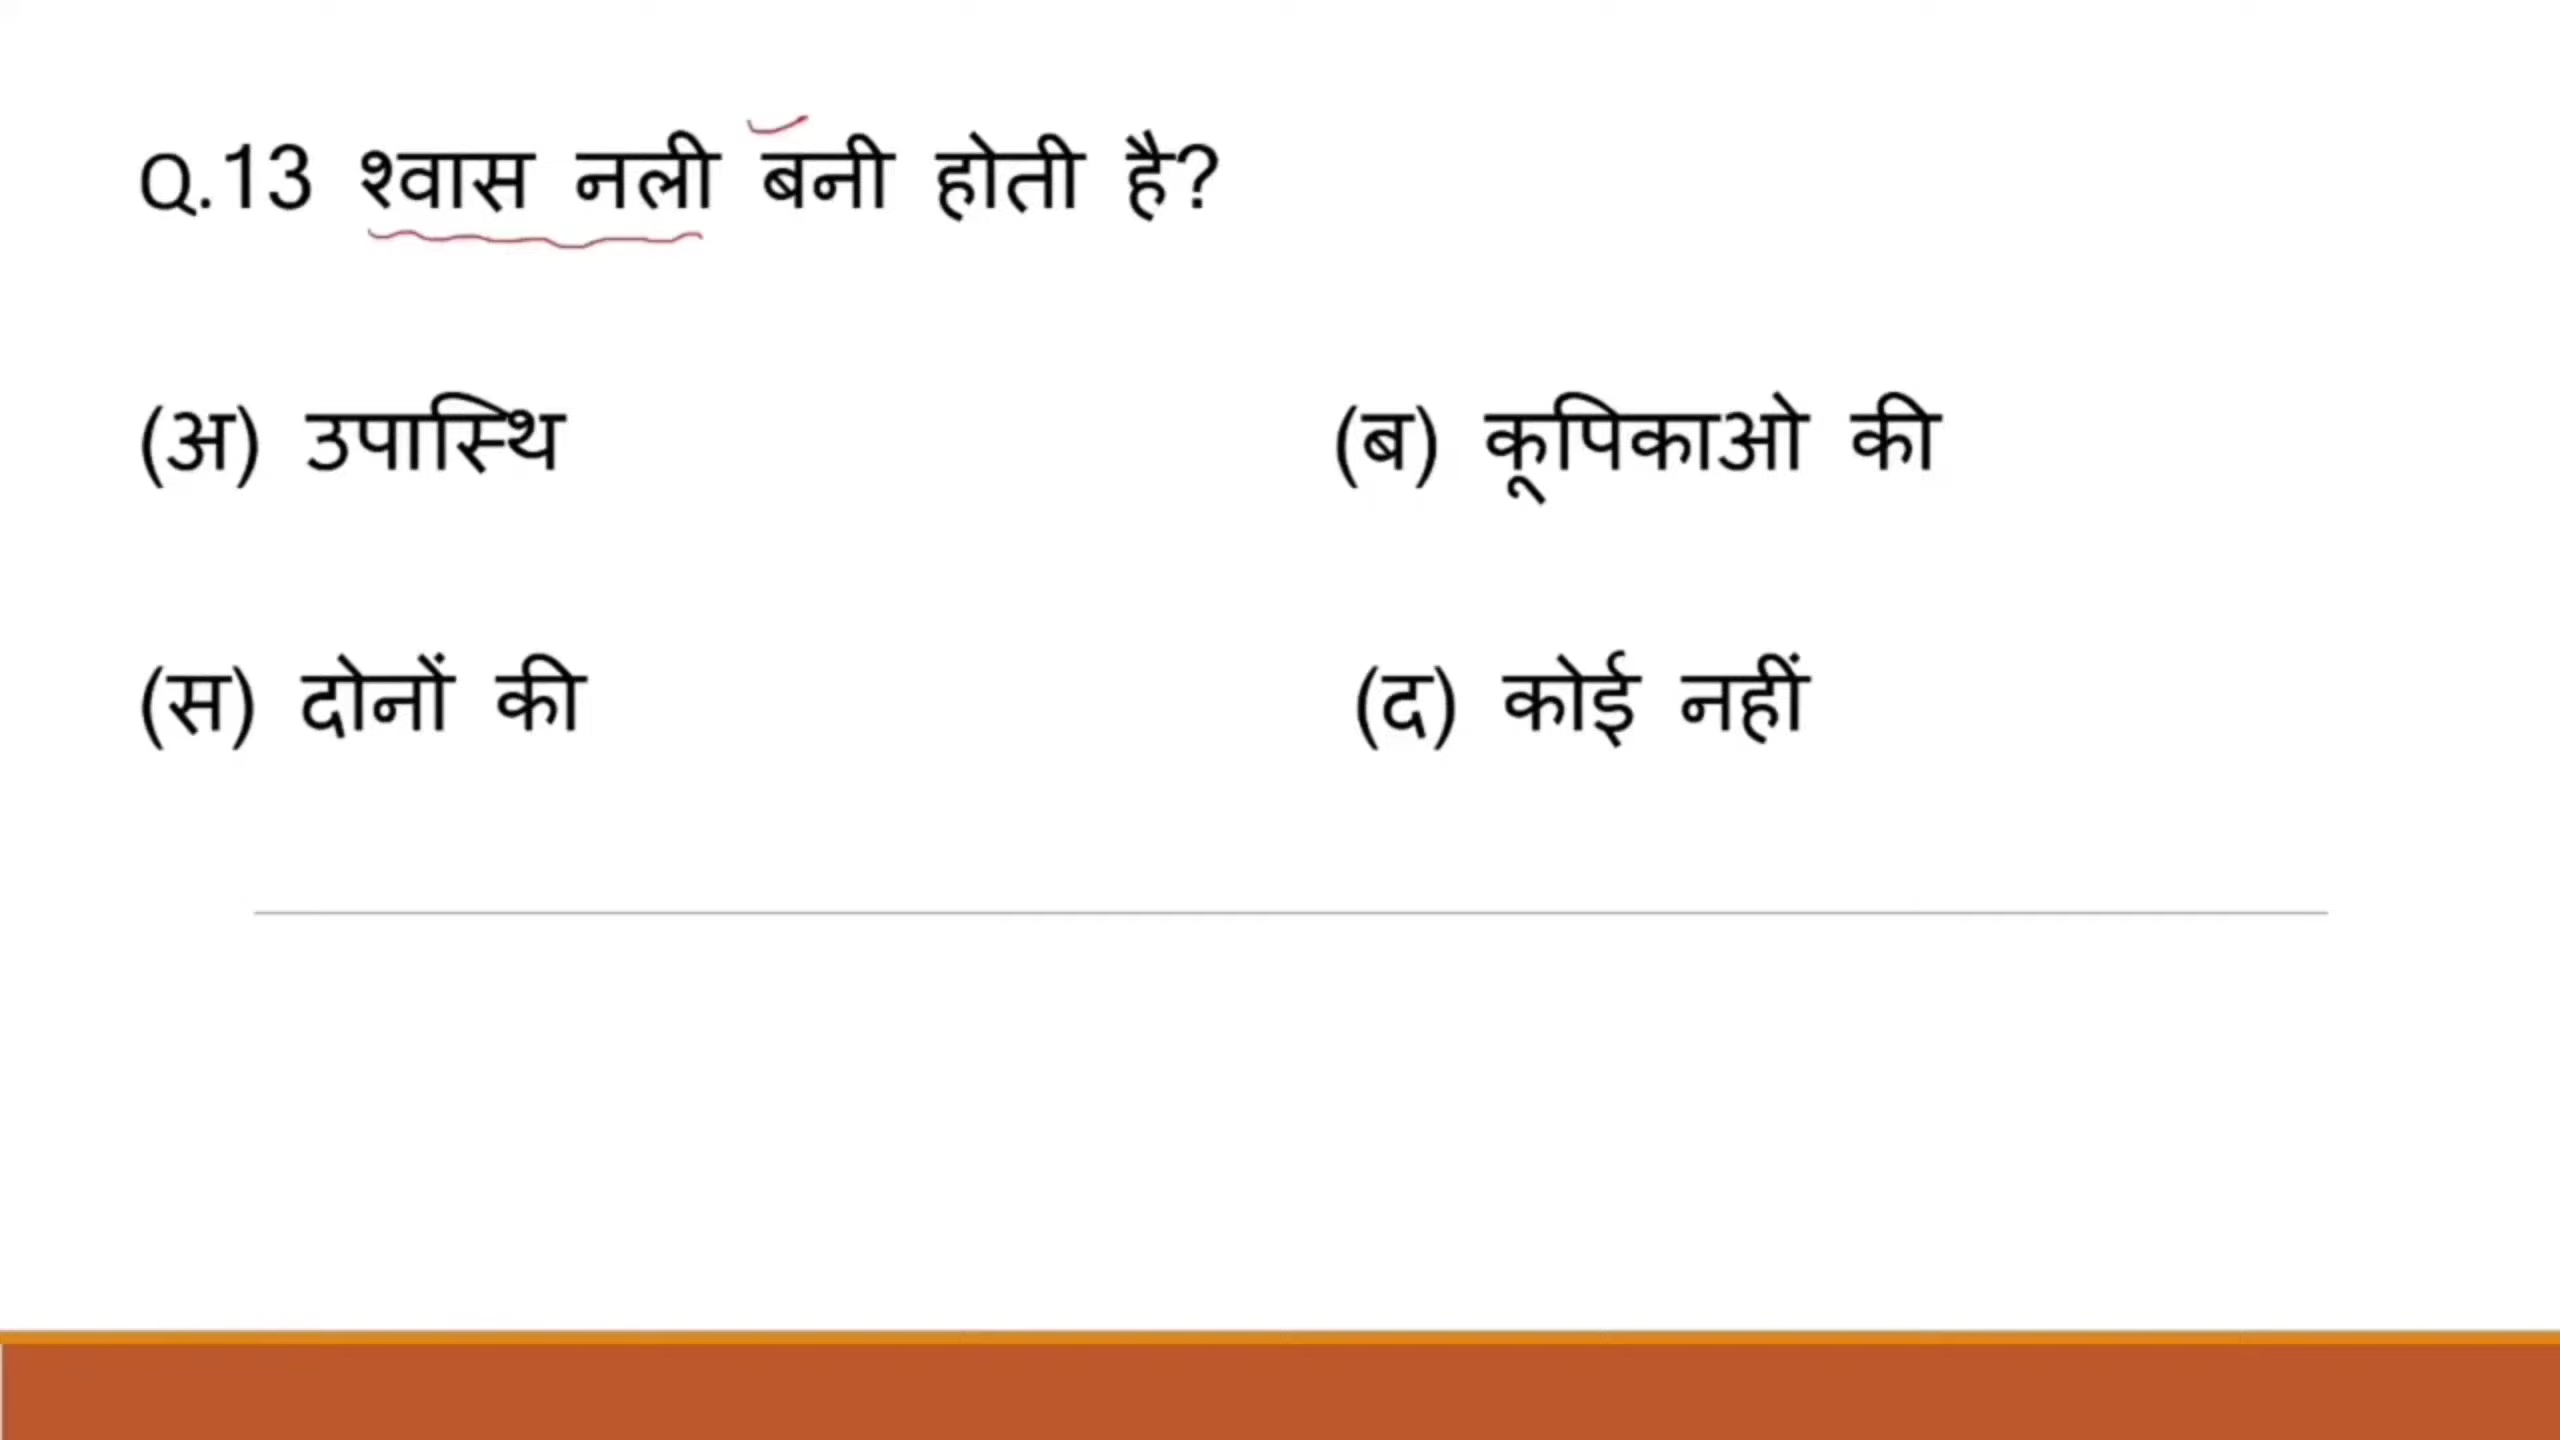 Q.13 श्वास नली बनी होती है?
(अ) उपास्थि (ब) कूपिकाओ की
(स) दोनों की (द) कोई नहीं